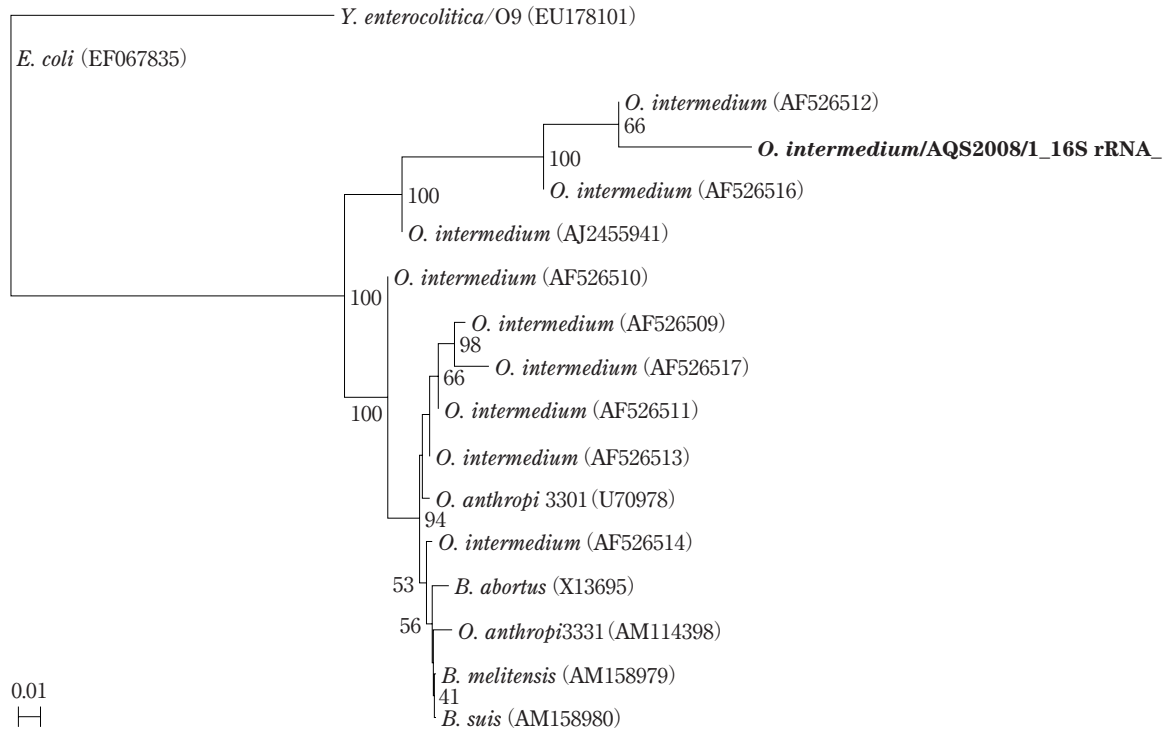 Y. enterocolitica/O9 (EU178101)
E. coli (EF067835)
O. intermedium (AF526512)
66
O. intermedium/AQS2008/1_16S rRNA_
100
O. intermedium (AF526516)
100
O. intermedium (AJ2455941)
O. intermedium (AF526510)
100
O. intermedium (AF526509)
98
O. intermedium (AF526517)
66
O. intermedium (AF526511)
100
O. intermedium (AF526513)
O. anthropi 3301 (U70978)
94
O. intermedium (AF526514)
53
B. abortus (X13695)
56
O. anthropi3331 (AM114398)
B. melitensis (AM158979)
0.01
41
B. suis (AM158980)